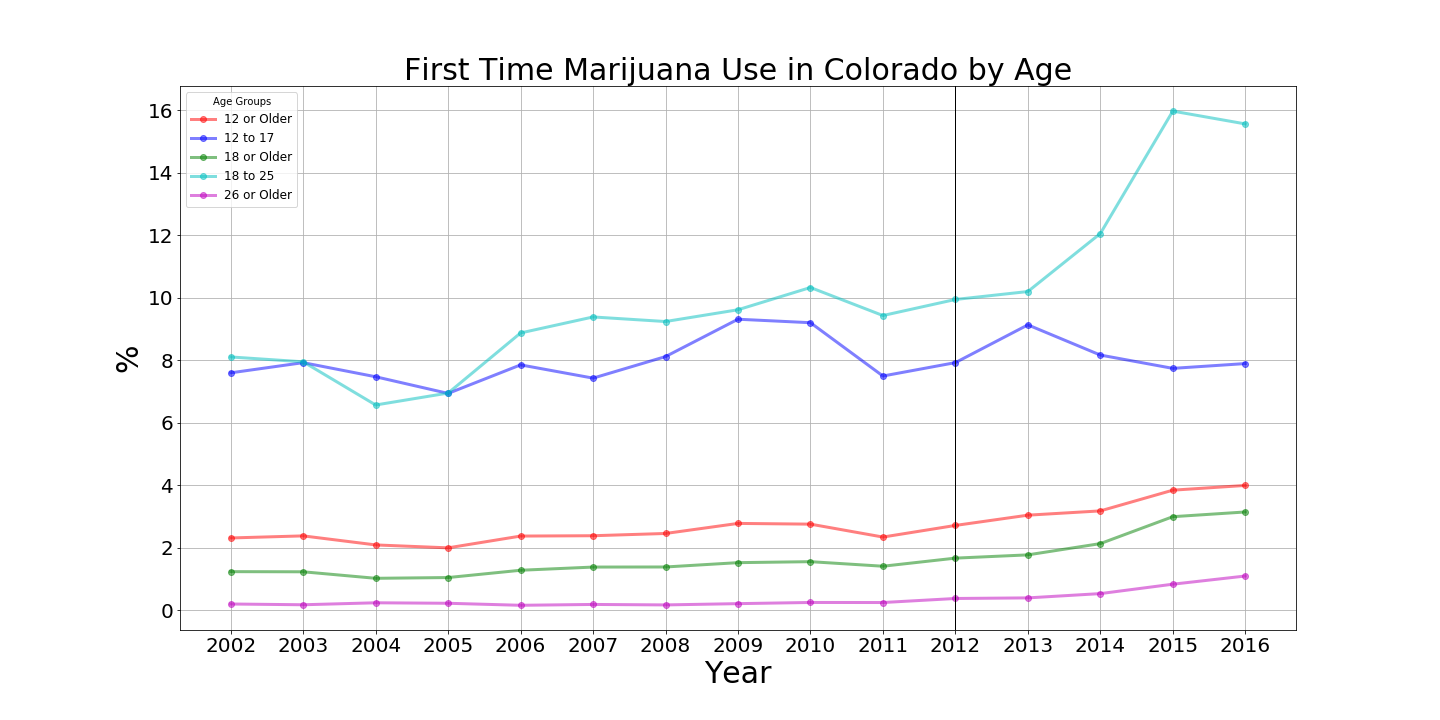 First Time Marijuana Use in Colorado by Age
Age Groups
12 or Older
12 to 17
18 or Older
18 to 25
26 or Older
16
14
12
10
8
6
4
2
0
%
2002 2003 2004 2005 2006 2007 2008 2009 2010 2011 2012 2013 2014 2015 2016
Year